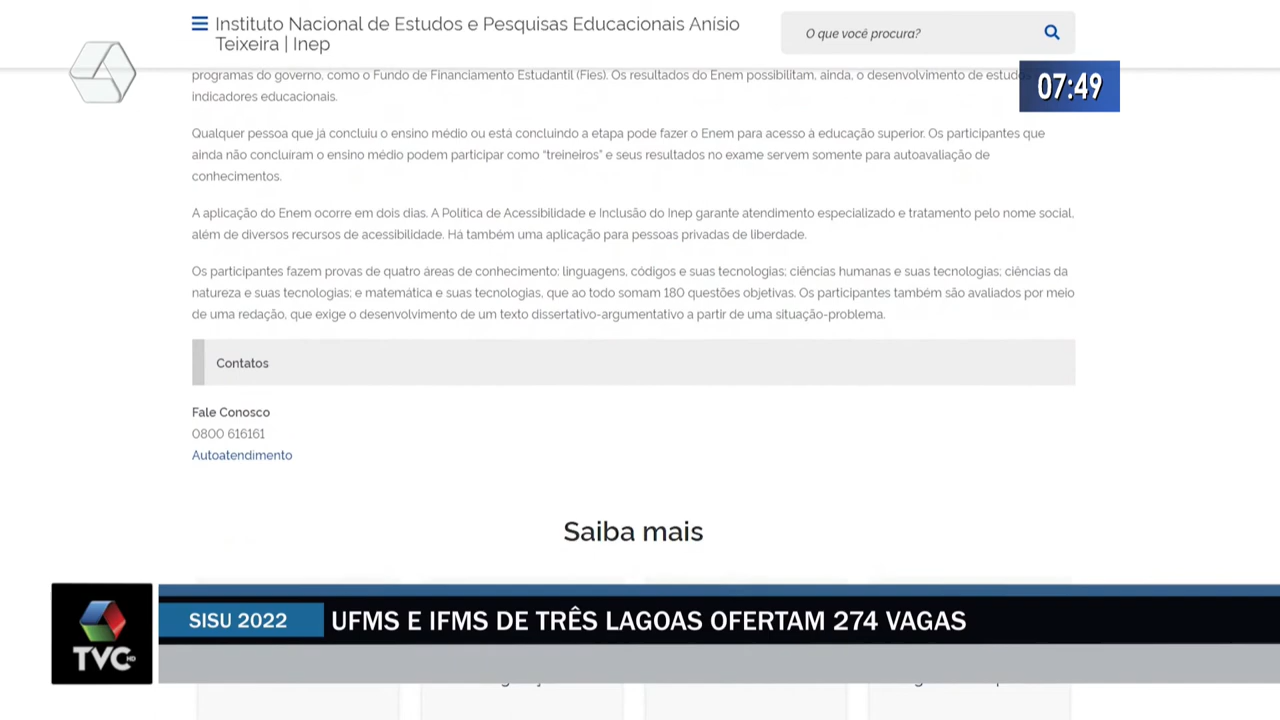 Instituto Nacional de Estudos e Pesquisas Educacionais Anísio
Teixeira | Inep
O que você procura?
programas do governo, como o Fundo de Financiamento Estudantil (Fies). Os resultados do Enem possibilitam, ainda, o desenvolvimento de estudos
07:49
indicadores educacionais.
Qualquer pessoa que já concluiu o ensino médio ou está concluindo a etapa pode fazer o Enem para acesso à educação superior. Os participantes que
ainda não concluíram o ensino médio podem participar como “treineiros” e seus resultados no exame servem somente para autoavaliação de
conhecimentos.
A aplicação do Enem ocorre em dois dias. A Política de Acessibilidade e Inclusão do Inep garante atendimento especializado e tratamento pelo nome social,
além de diversos recursos de acessibilidade. Há também uma aplicação para pessoas privadas de liberdade.
Os participantes fazem provas de quatro áreas de conhecimento: linguagens, códigos e suas tecnologias; ciências humanas e suas tecnologias; ciências da
natureza e suas tecnologias; e matemática e suas tecnologias, que ao todo somam 180 questões objetivas. Os participantes também são avaliados por meio
de uma redação, que exige o desenvolvimento de um texto dissertativo-argumentativo a partir de uma situação-problema.
Contatos
Fale Conosco
0800 616161
Autoatendimento
Saiba mais
SISU 2022
UFMS E IFMS DE TRÊS LAGOAS OFERTAM 274 VAGAS
TVC HD